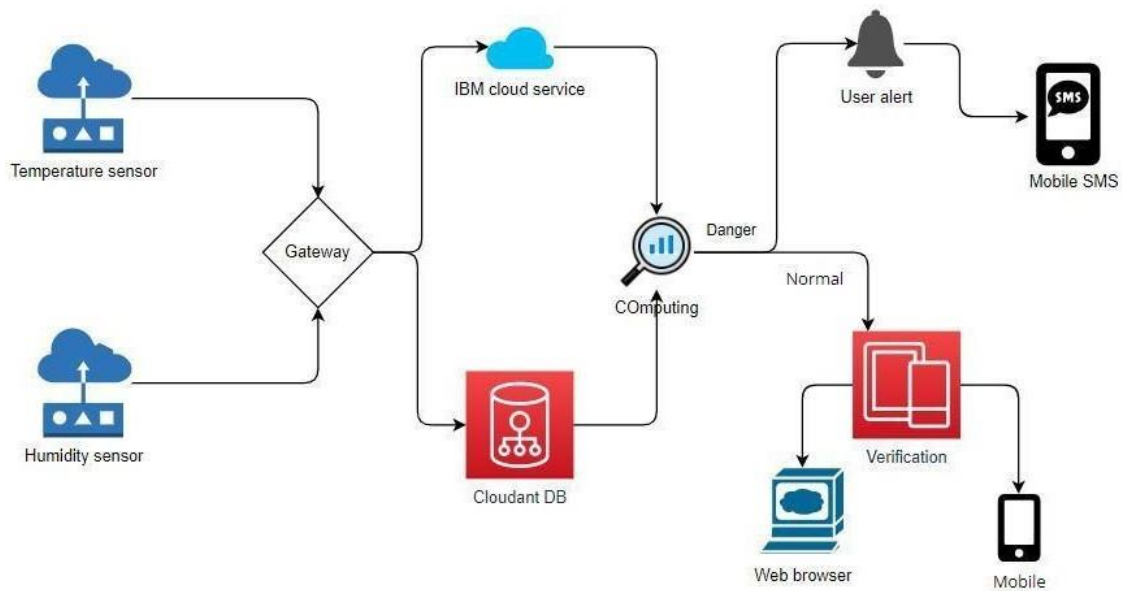 IBM cloud service
User alert
SMS
Temperature sensor
Mobile SMS
Gateway
Danger
Normal
COmputing
Humidity sensor
Cloudant DB
Verification
Web browser
Mobile